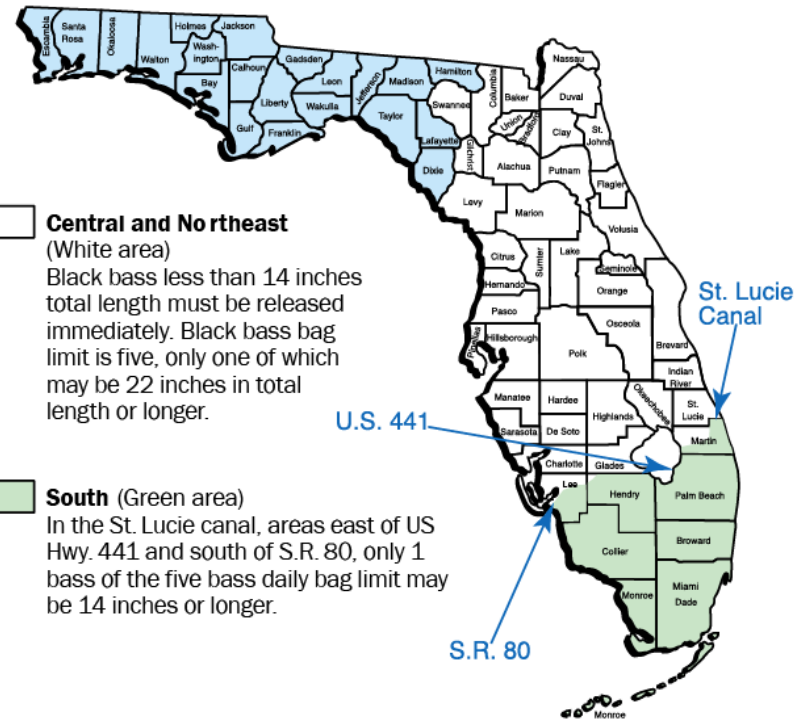 Escambia
Santa
Rosa
Okaloosa
Walton
Holmes
Jackson
Wash-
ington
Bay
Calhoun
Gulf
Liberty
Franklin
Gadsden
Leon
Wakulla
Jefferson
Madison
Taylor
Hamilton
Lafayette
Dixie
Swannee
Columbia
Baker
Nassau
Duval
Union
Bradford
Clay
St.
Johns
Gilchrist
Alachua
Putnam
Flagler
Levy
Marion
Volusia
Citrus
Sumter
Lake
Seminole
Hernando
Orange
Pasco
Osceola
Pinellas
Hillsborough
Polk
Brevard
Indian
River
Manatee
Hardee
Highlands
Okeechobee
St.
Lucie
Sarasota
De Soto
Martin
Charlotte
Glades
Lee
Hendry
Palm Beach
Collier
Broward
Monroe
Miami
Dade
Monroe
St. Lucie
Canal
U.S. 441
S.R. 80
Central and Northeast
(White area)
Black bass less than 14 inches
total length must be released
immediately. Black bass bag
limit is five, only one of which
may be 22 inches in total
length or longer.
South (Green area)
In the St. Lucie canal, areas east of US
Hwy. 441 and south of S.R. 80, only 1
bass of the five bass daily bag limit may
be 14 inches or longer.